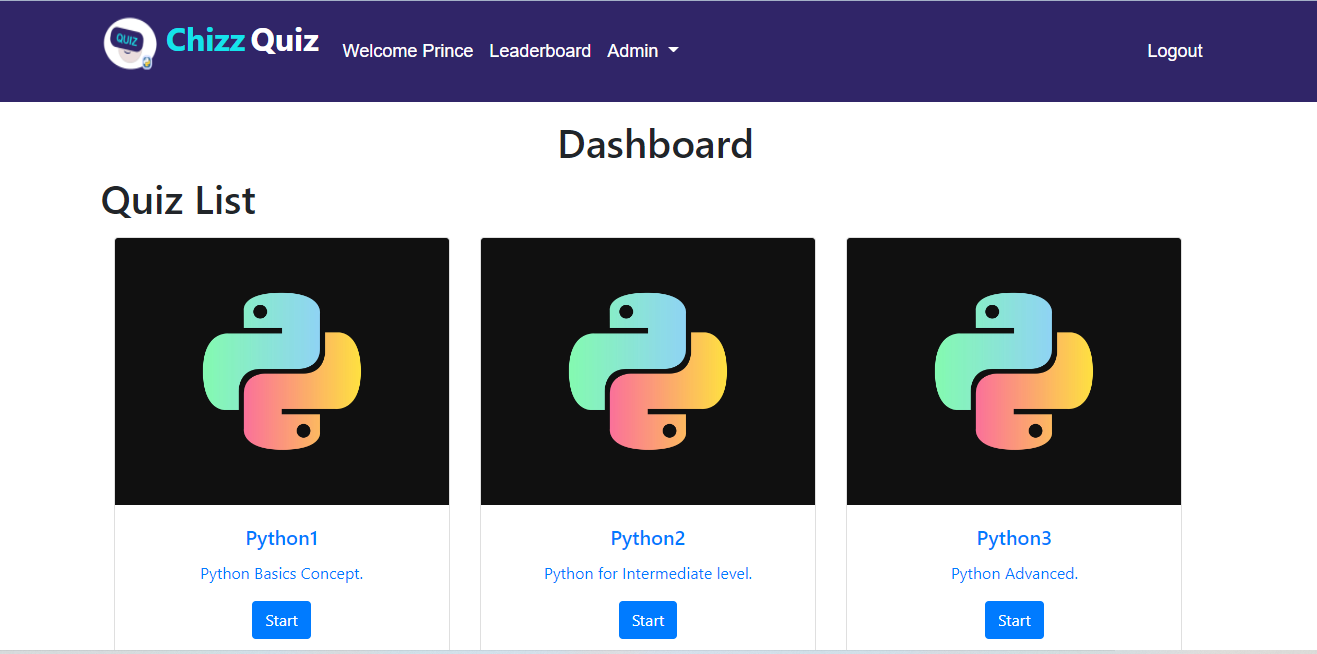 QUIZ
Chizz Quiz
Welcome Prince Leaderboard Admin
Logout
Dashboard
Quiz List
Python1
Python Basics Concept.
Start
Python2
Python for Intermediate level.
Start
Python3
Python Advanced.
Start